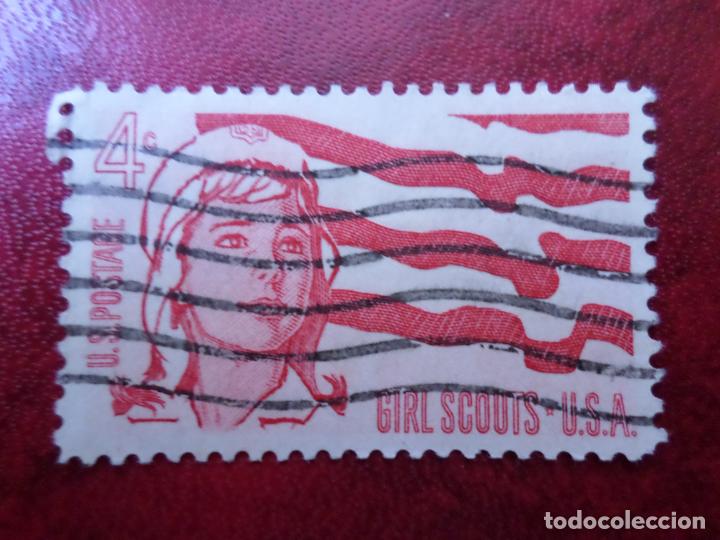 4c
U.S. POSTAGE
GIRL SCOUTS · U.S.A.
todocoleccion